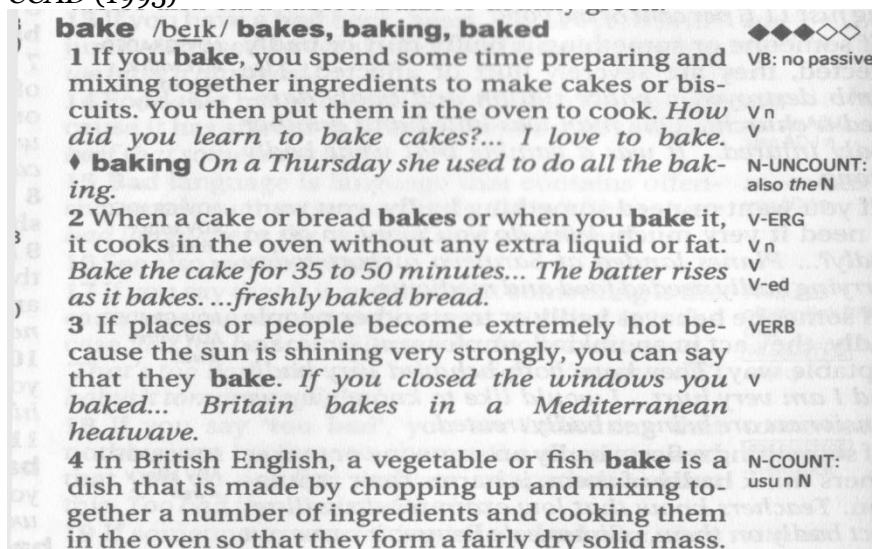 (1995)
bake /beɪk/ bakes, baking, baked ◆◆◆◇◇
1 If you bake, you spend some time preparing and VB: no passive
mixing together ingredients to make cakes or bis-
cuits. You then put them in the oven to cook. How
did you learn to bake cakes?... I love to bake. V
♦ baking On a Thursday she used to do all the bak- N-UNCOUNT:
ing. also the N
2 When a cake or bread bakes or when you bake it, V-ERG
it cooks in the oven without any extra liquid or fat. V n
Bake the cake for 35 to 50 minutes... The batter rises V
as it bakes. ...freshly baked bread. V-ed
3 If places or people become extremely hot be- VERB
cause the sun is shining very strongly, you can say
that they bake. If you closed the windows you V
baked... Britain bakes in a Mediterranean
heatwave.
4 In British English, a vegetable or fish bake is a N-COUNT:
dish that is made by chopping up and mixing to- usu n N
gether a number of ingredients and cooking them
in the oven so that they form a fairly dry solid mass.